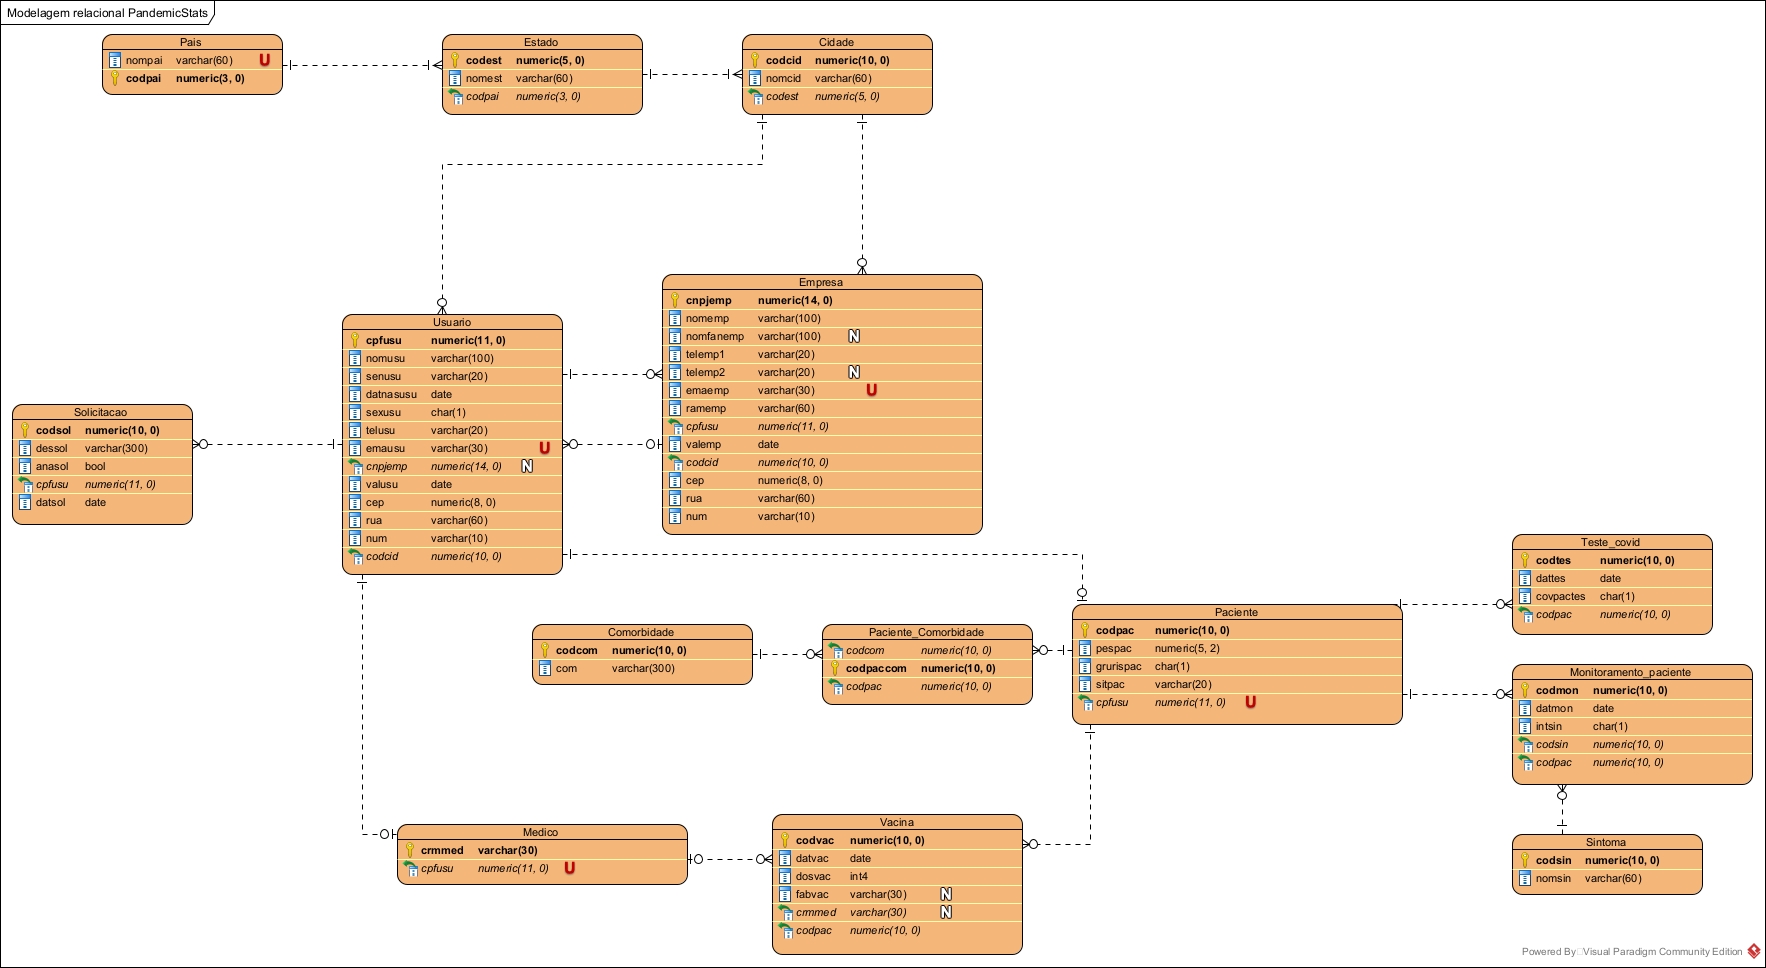 Modelagem relacional PandemicStats
Pais
nompai varchar(60) U
codpai numeric(3, 0)
Estado
codest numeric(5, 0)
nomest varchar(60)
codpai numeric(3, 0)
Cidade
codcid numeric(10, 0)
nomcid varchar(60)
codest numeric(5, 0)
Empresa
cnpjemp numeric(14, 0)
nomemp varchar(100)
nomfanemp varchar(100) N
telemp1 varchar(20)
telemp2 varchar(20) N
emaemp varchar(30) U
ramemp varchar(60)
cpfusu numeric(11, 0)
valemp date
codcid numeric(10, 0)
cep numeric(8, 0)
rua varchar(60)
num varchar(10)
Usuario
cpfusu numeric(11, 0)
nomusu varchar(100)
senusu varchar(20)
datnasusu date
sexusu char(1)
telusu varchar(20)
emausu varchar(30) U
cnpjemp numeric(14, 0) N
valusu date
cep numeric(8, 0)
rua varchar(60)
num varchar(10)
codcid numeric(10, 0)
Solicitacao
codsol numeric(10, 0)
dessol varchar(300)
anasol bool
cpfusu numeric(11, 0)
datsol date
Teste_covid
codtes numeric(10, 0)
dattes date
covpactes char(1)
codpac numeric(10, 0)
Paciente
codpac numeric(10, 0)
pespac numeric(5, 2)
grurispac char(1)
sitpac varchar(20)
cpfusu numeric(11, 0) U
Comorbidade
codcom numeric(10, 0)
com varchar(300)
Paciente_Comorbidade
codcom numeric(10, 0)
codpaccom numeric(10, 0)
codpac numeric(10, 0)
Monitoramento_paciente
codmon numeric(10, 0)
datmon date
intsin char(1)
codsin numeric(10, 0)
codpac numeric(10, 0)
Medico
crmmed varchar(30)
cpfusu numeric(11, 0) U
Vacina
codvac numeric(10, 0)
datvac date
dosvac int4
fabvac varchar(30) N
crmmed varchar(30) N
codpac numeric(10, 0)
Sintoma
codsin numeric(10, 0)
nomsin varchar(60)
Powered By Visual Paradigm Community Edition